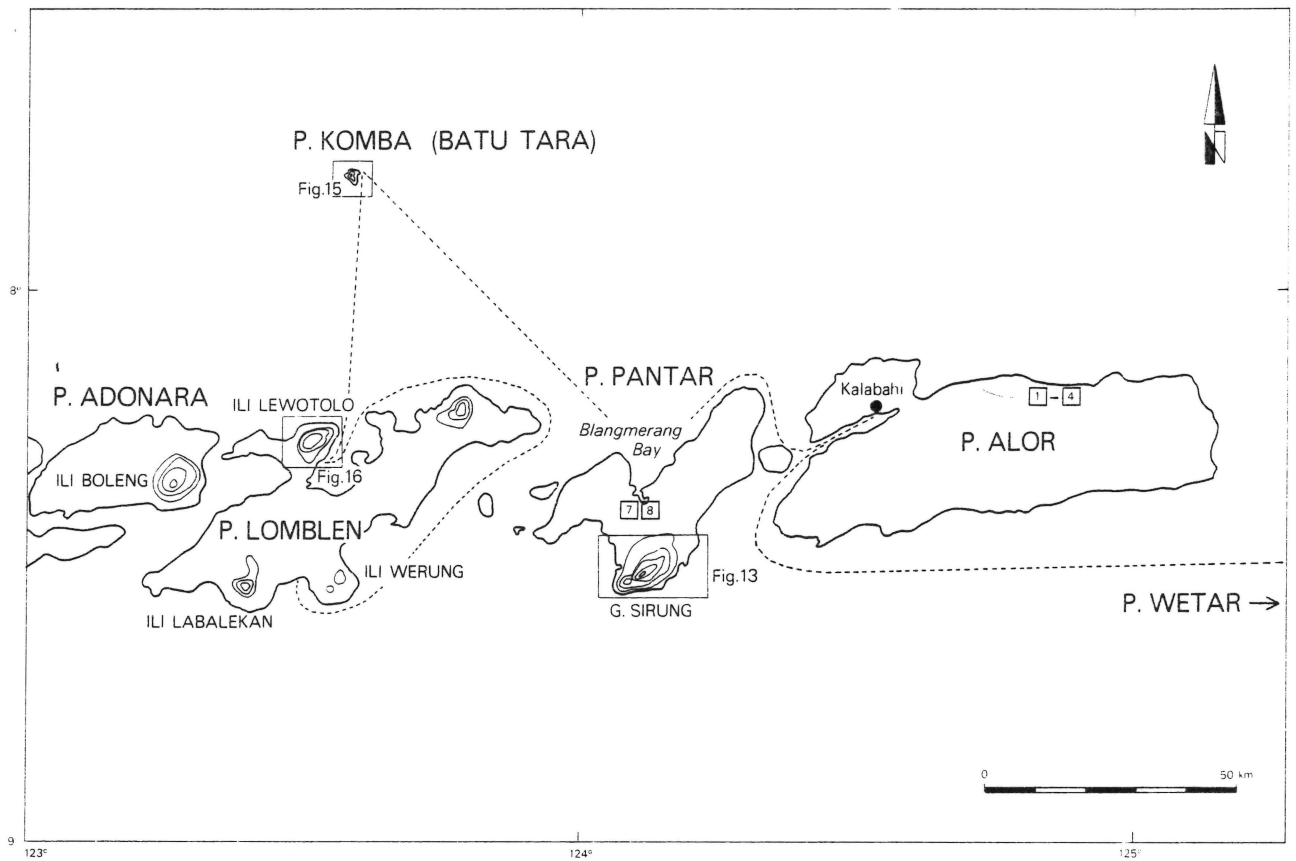 P. KOMBA (BATU TARA)
Fig.15
N
8°
P. PANTAR
P. ADONARA
ILI LEWOTOLO
Kalabahi
1 - 4
Blangmerang
Bay
P. ALOR
ILI BOLENG
Fig.16
7 8
P. LOMBLEN
ILI WERUNG
Fig.13
G. SIRUNG
P. WETAR →
ILI LABALEKAN
0 50 km
9
123° 124° 125°